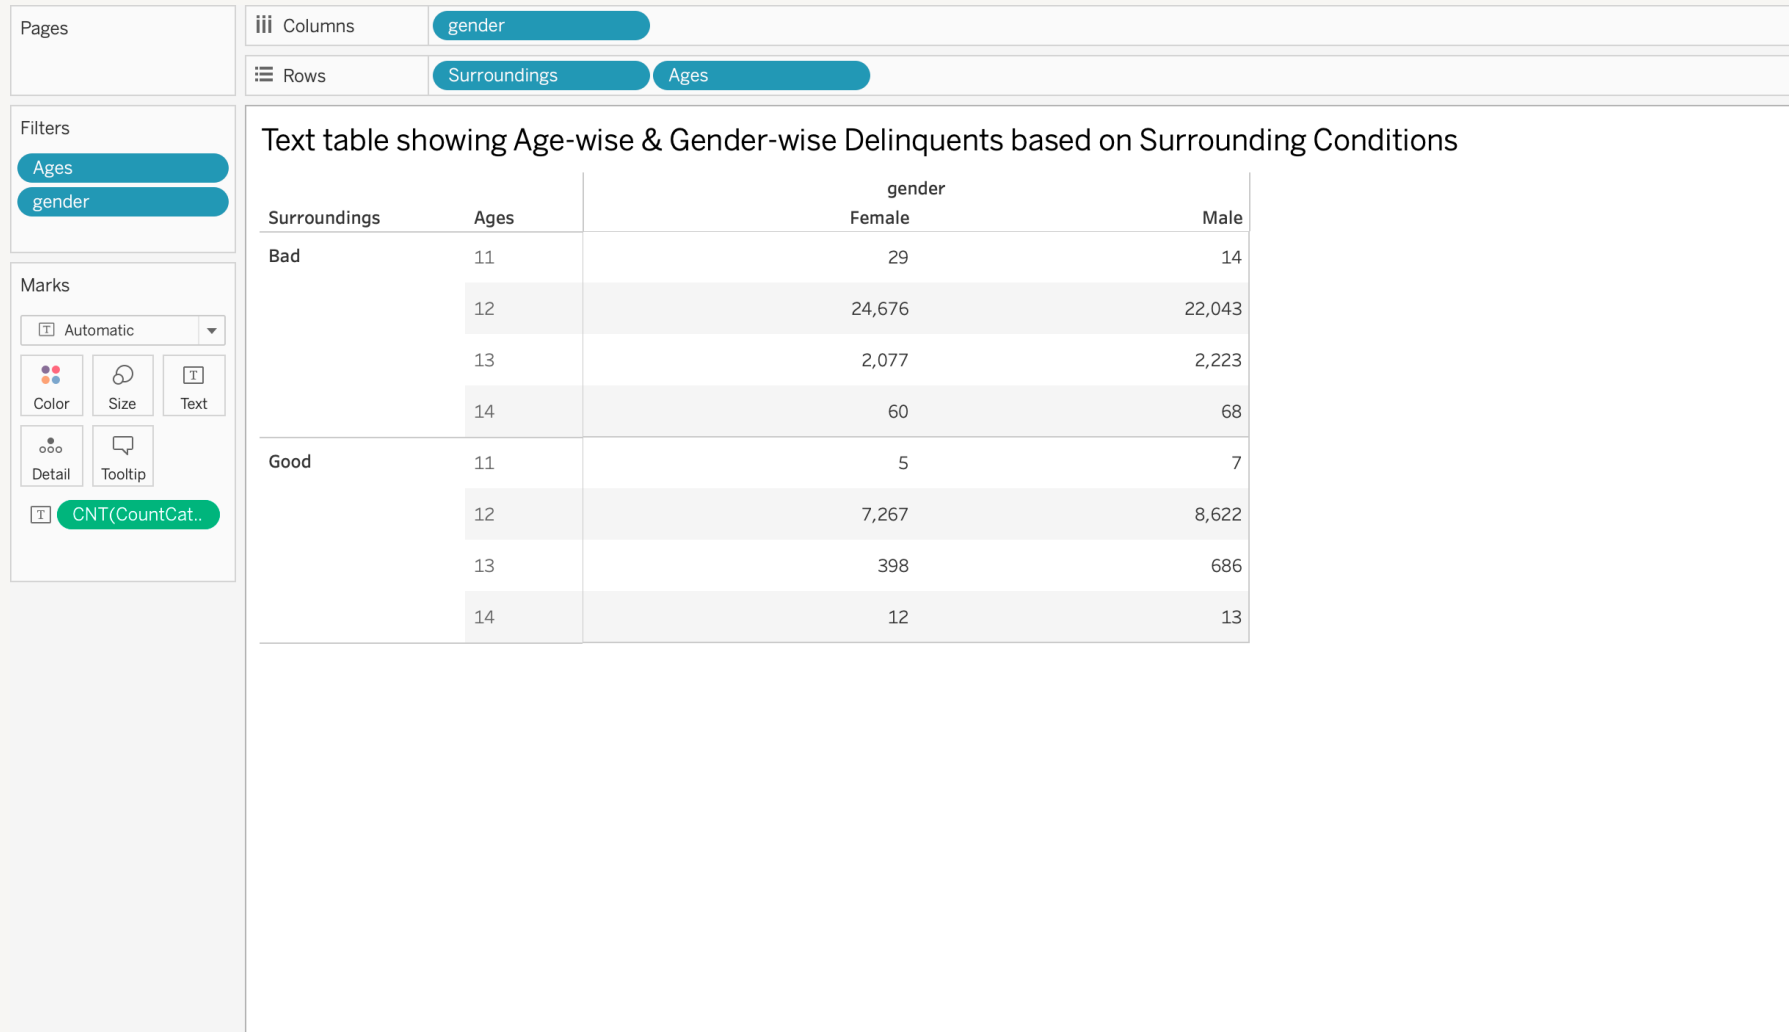 Pages
Columns
gender
Rows
Surroundings Ages
Filters
Ages
gender
Marks
Automatic
Color Size Text
Detail Tooltip
CNT(CountCat..
Text table showing Age-wise & Gender-wise Delinquents based on Surrounding Conditions
gender
Surroundings Ages Female Male
Bad 11 29 14
12 24,676 22,043
13 2,077 2,223
14 60 68
Good 11 5 7
12 7,267 8,622
13 398 686
14 12 13